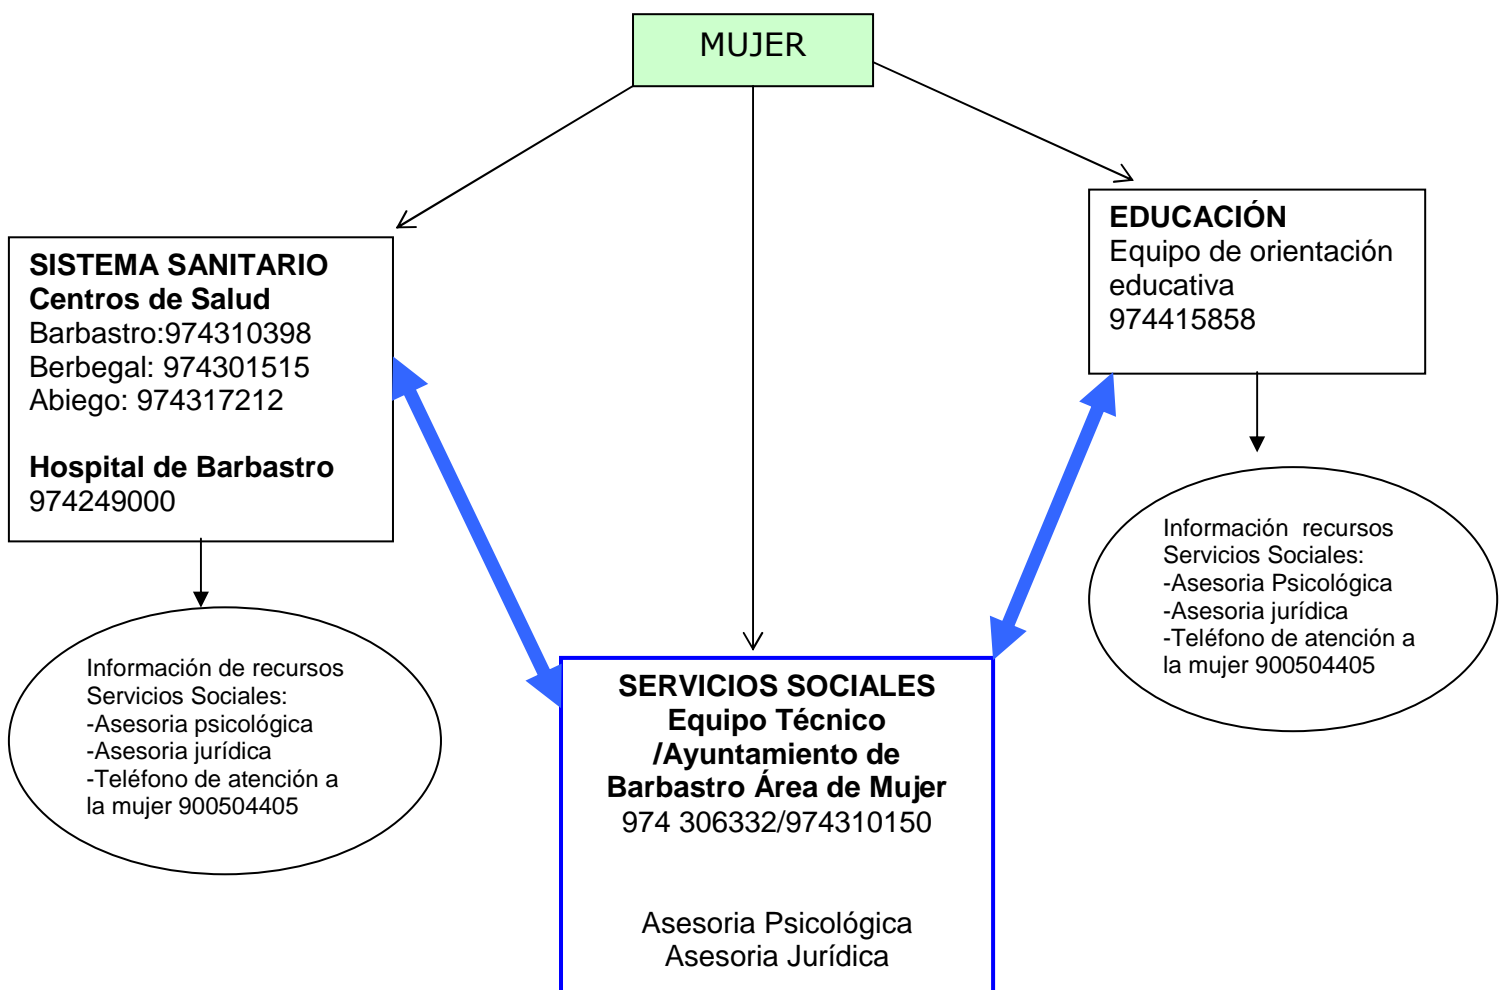 MUJER
SISTEMA SANITARIO
Centros de Salud
Barbastro:974310398
Berbegal: 974301515
Abiego: 974317212
Hospital de Barbastro
974249000
EDUCACIÓN
Equipo de orientación
educativa
974415858
Información de recursos
Servicios Sociales:
-Asesoria psicológica
-Asesoria jurídica
-Teléfono de atención a
la mujer 900504405
SERVICIOS SOCIALES
Equipo Técnico
/Ayuntamiento de
Barbastro Área de Mujer
974 306332/974310150
Asesoria Psicológica
Asesoria Jurídica
Información  recursos
Servicios Sociales:
-Asesoria Psicológica
-Asesoria jurídica
-Teléfono de atención a
la mujer 900504405